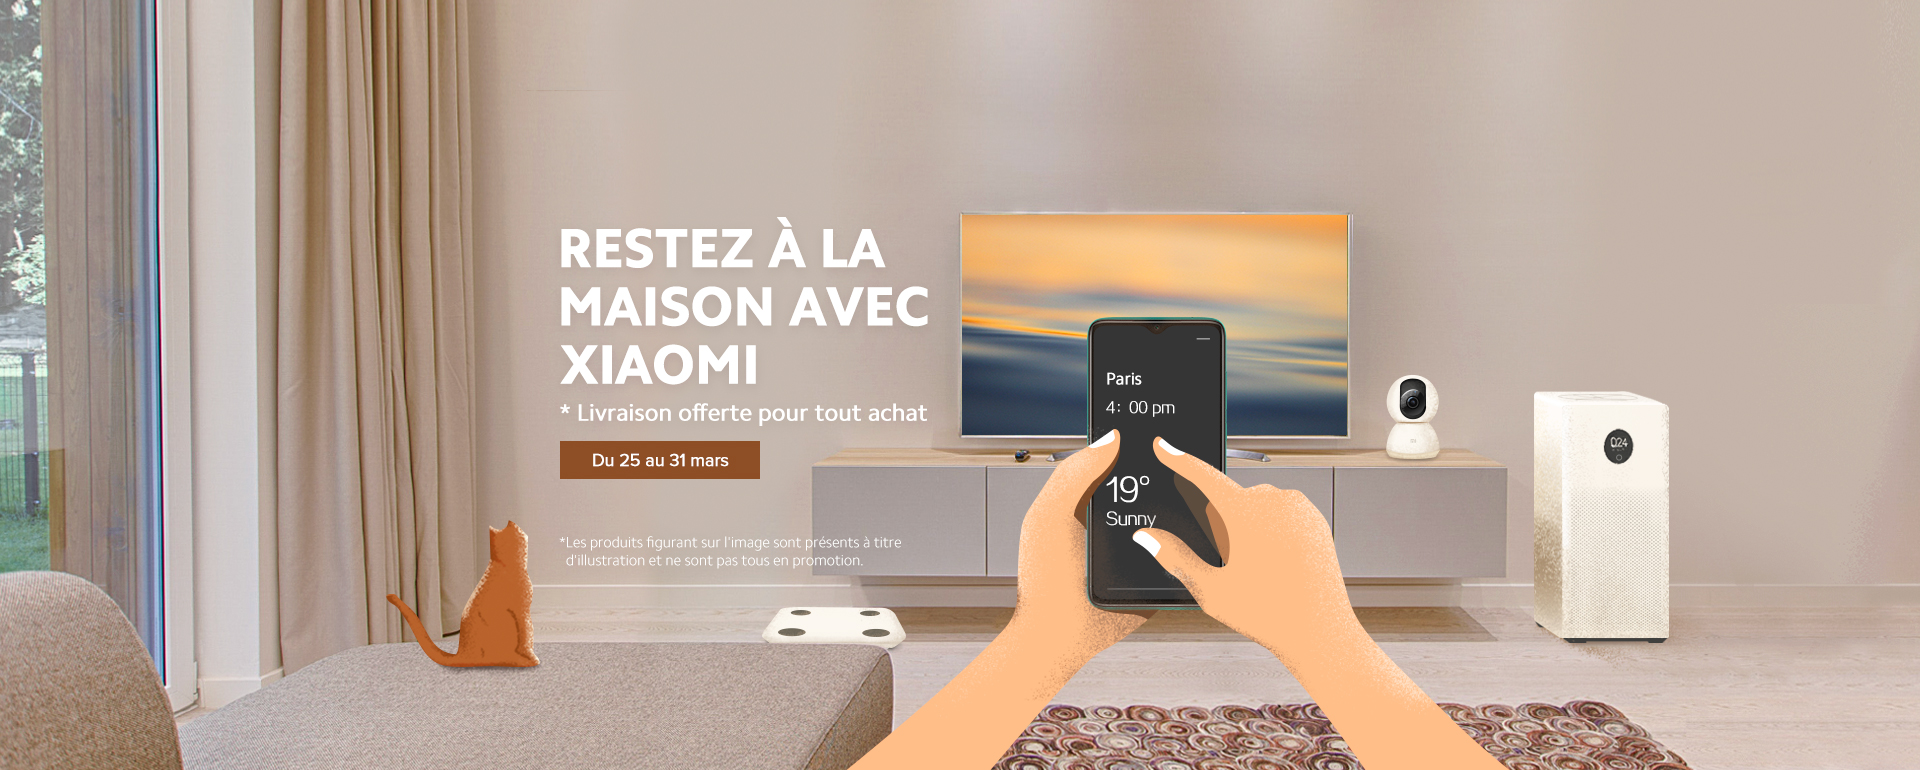 RESTEZ À LA
MAISON AVEC
XIAOMI
* Livraison offerte pour tout achat
Du 25 au 31 mars
*Les produits figurant sur l'image sont présents à titre
d'illustration et ne sont pas tous en promotion.
Paris
4: 00 pm
19°
Sunny
024